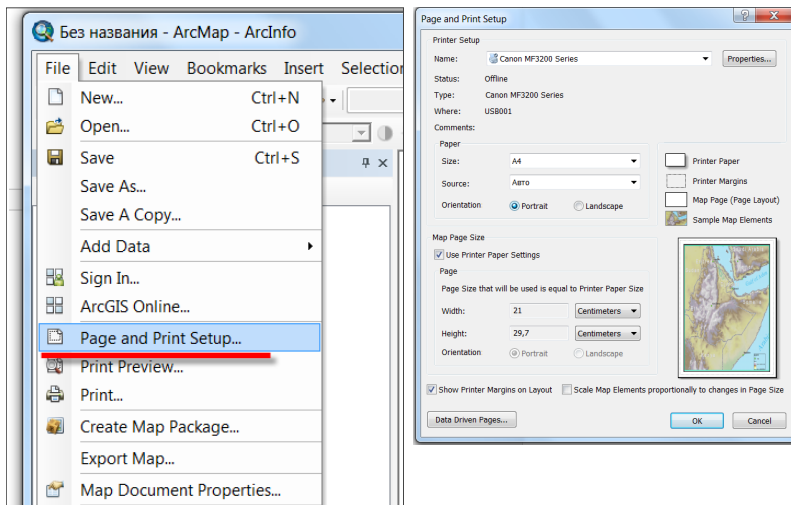 Без названия - ArcMap - ArcInfo
File Edit View Bookmarks Insert
New... Ctrl+N
Open... Ctrl+O
Save Ctrl+S
Save As...
Save A Copy...
Add Data
Sign In...
ArcGIS Online...
Page and Print Setup...
Print Preview...
Print...
Create Map Package...
Export Map...
Map Document Properties...
Page and Print Setup
Printer Setup
Name: Canon MF3200 Series Properties...
Status: Offline
Type: Canon MF3200 Series
Where: USB001
Comments:
Paper
Size: A4
Source: Авто
Orientation Portrait Landscape
Printer Paper
Printer Margins
Map Page (Page Layout)
Sample Map Elements
Map Page Size
Use Printer Paper Settings
Page
Page Size that will be used is equal to Printer Paper Size
Width: 21 Centimeters
Height: 29,7 Centimeters
Orientation Portrait Landscape
Show Printer Margins on Layout Scale Map Elements proportionally to changes in Page Size
Data Driven Pages... OK Cancel